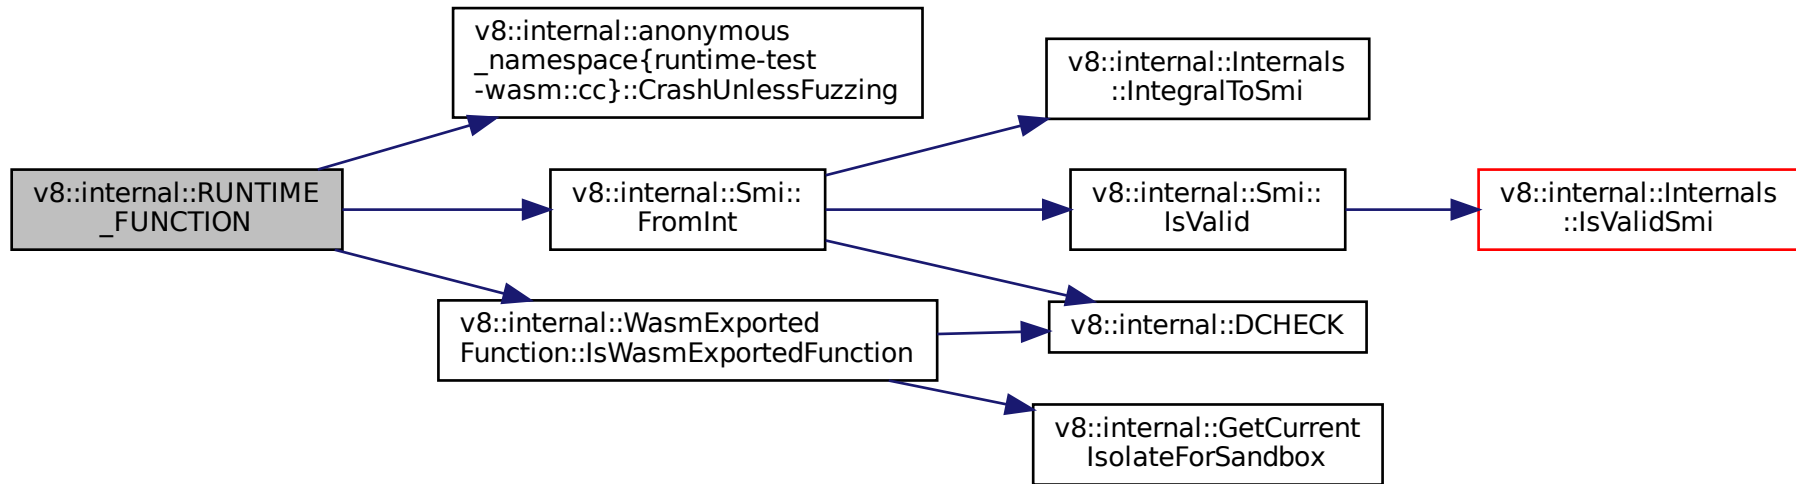 v8::internal::RUNTIME
_FUNCTION
v8::internal::anonymous
_namespace{runtime-test
-wasm::cc}::CrashUnlessFuzzing
v8::internal::Smi::
FromInt
v8::internal::WasmExported
Function::IsWasmExportedFunction
v8::internal::Internals
::IntegralToSmi
v8::internal::Smi::
IsValid
v8::internal::DCHECK
v8::internal::GetCurrent
IsolateForSandbox
v8::internal::Internals
::IsValidSmi